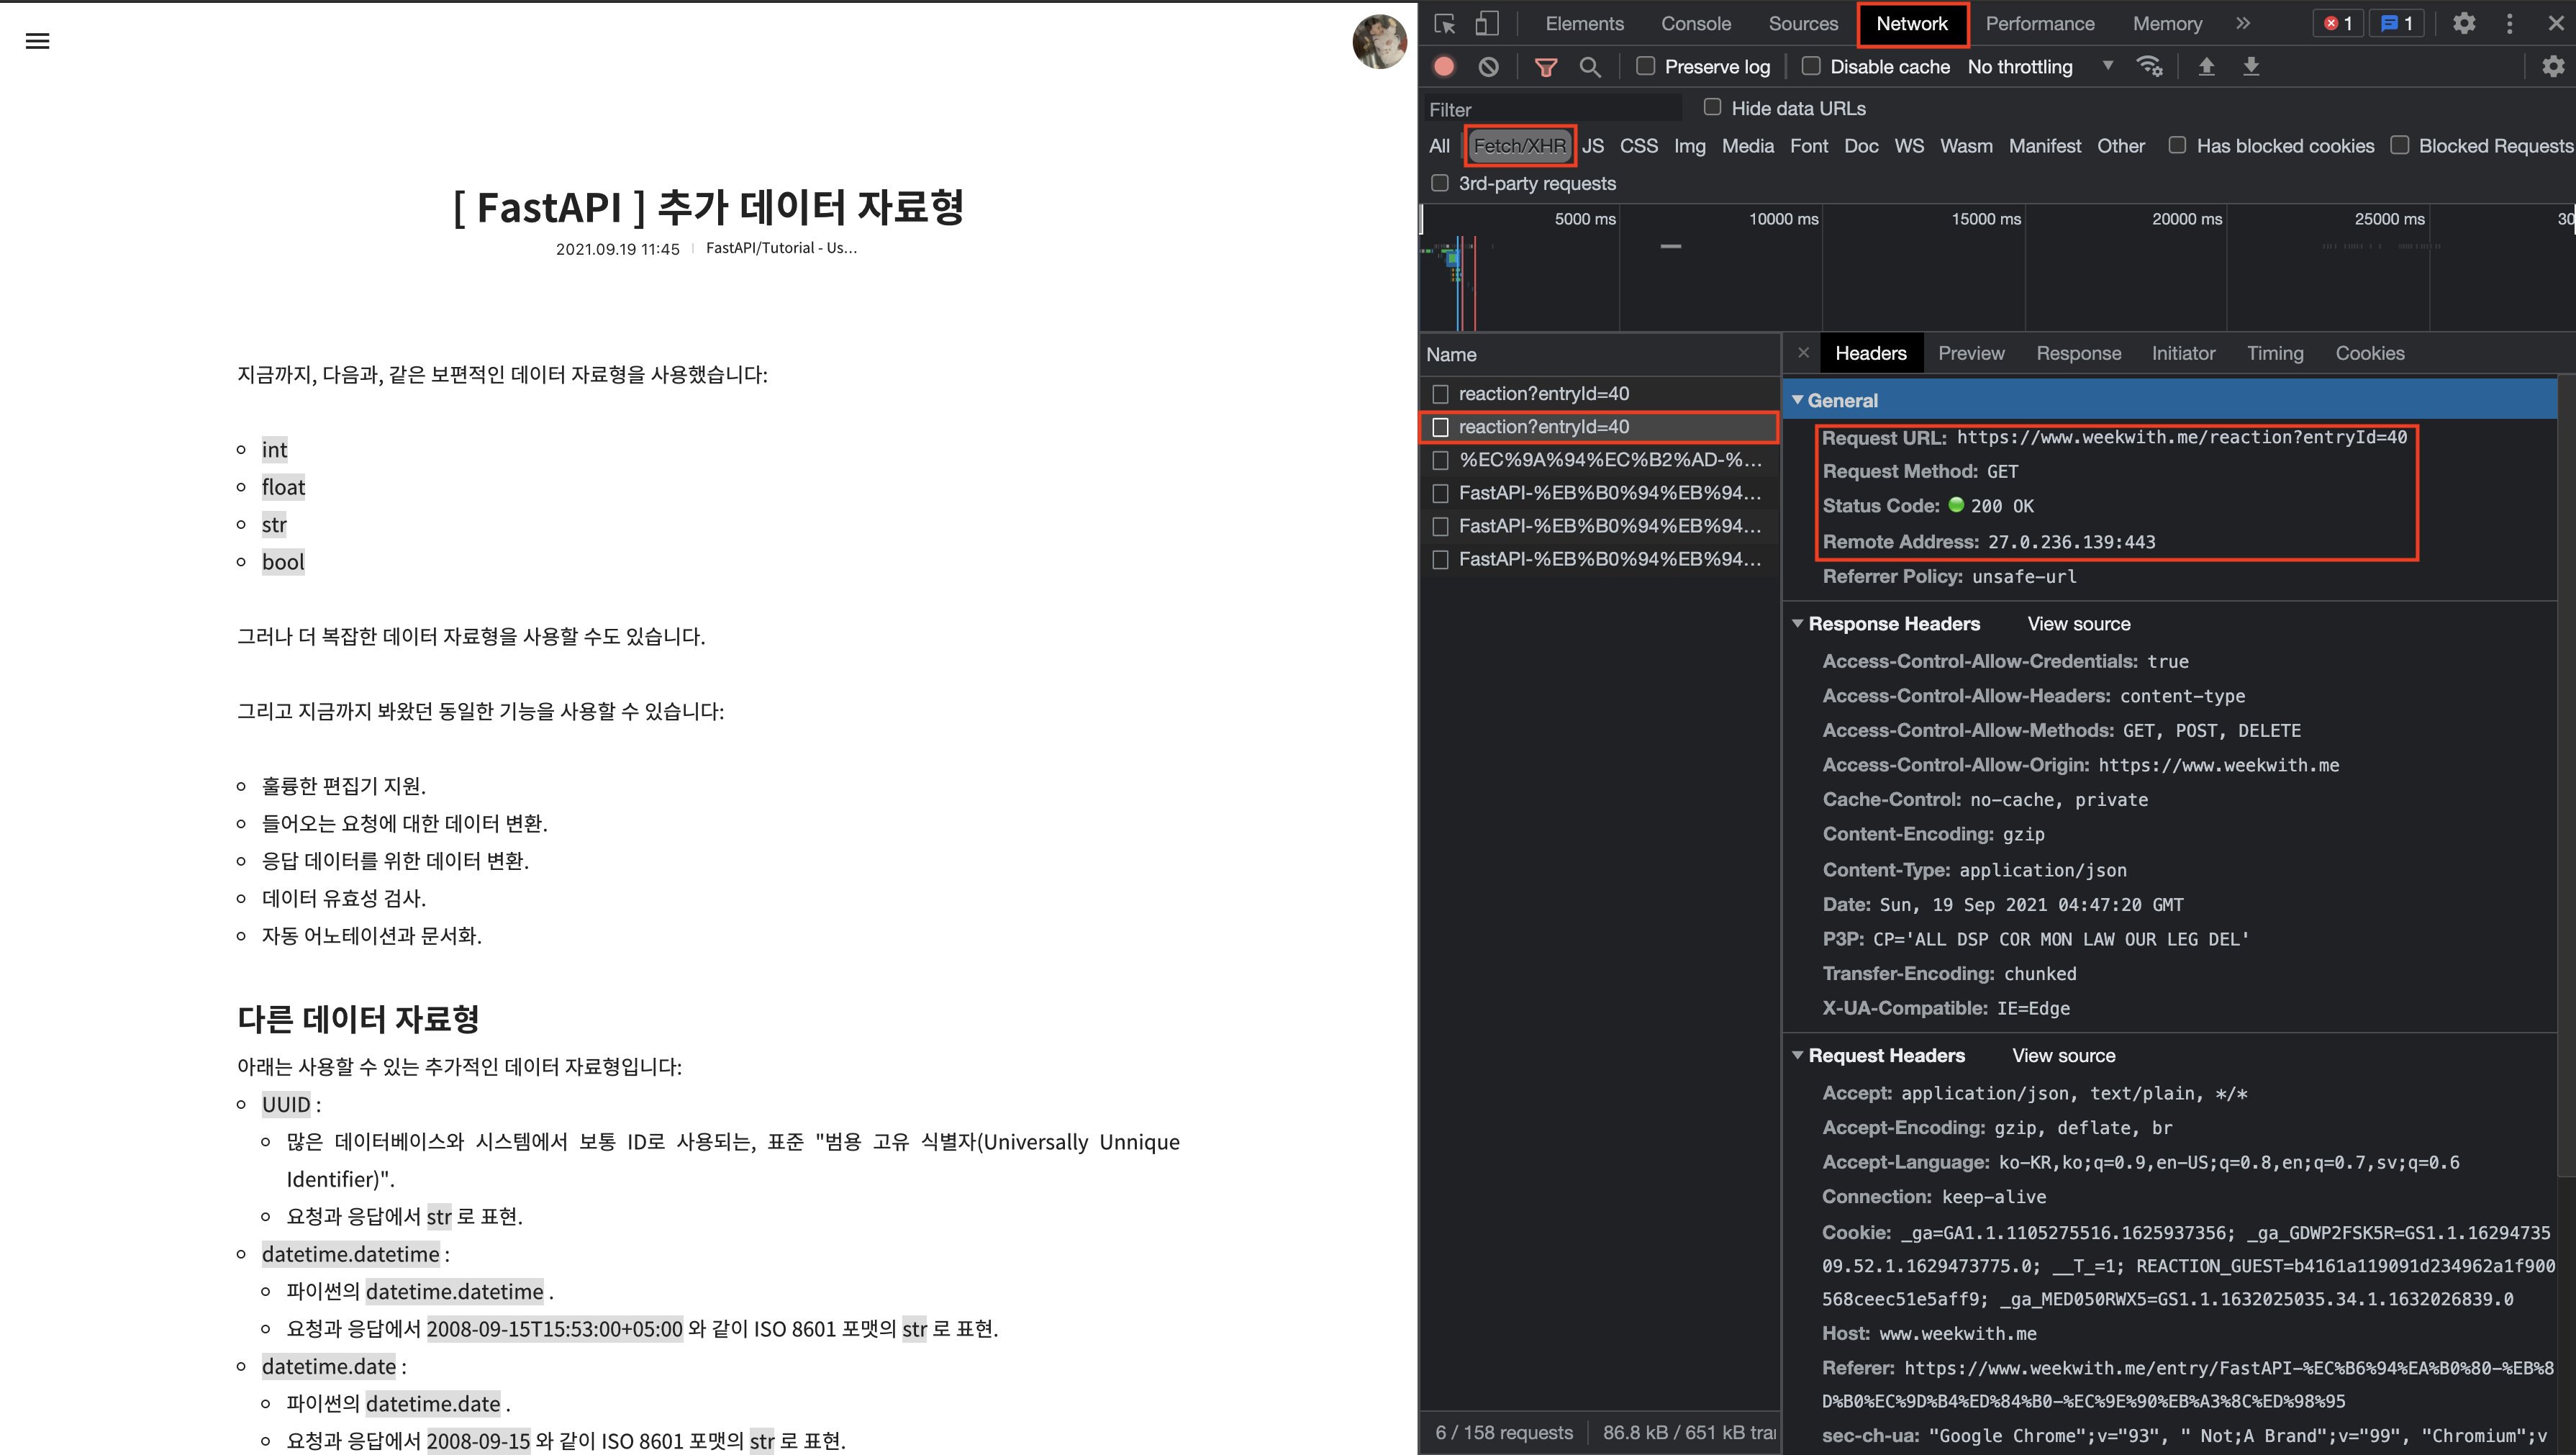 [ FastAPI ] 추가 데이터 자료형
2021.09.19 11:45 FastAPI/Tutorial - Us...
지금까지, 다음과, 같은 보편적인 데이터 자료형을 사용했습니다:
int
float
str
bool
그러나 더 복잡한 데이터 자료형을 사용할 수도 있습니다.
그리고 지금까지 봐왔던 동일한 기능을 사용할 수 있습니다:
훌륭한 편집기 지원.
들어오는 요청에 대한 데이터 변환.
응답 데이터를 위한 데이터 변환.
데이터 유효성 검사.
자동 어노테이션과 문서화.
다른 데이터 자료형
아래는 사용할 수 있는 추가적인 데이터 자료형입니다:
UUID :
많은 데이터베이스와 시스템에서 보통 ID로 사용되는, 표준 "범용 고유 식별자(Universally Unnique
Identifier)".
요청과 응답에서 str 로 표현.
datetime.datetime :
파이썬의 datetime.datetime .
요청과 응답에서 2008-09-15T15:53:00+05:00 와 같이 ISO 8601 포맷의 str 로 표현.
datetime.date :
파이썬의 datetime.date .
요청과 응답에서 2008-09-15 와 같이 ISO 8601 포맷의 str 로 표현.
Elements Console Sources Network Performance Memory » 1 1
Preserve log Disable cache No throttling
Filter Hide data URLs
All Fetch/XHR JS CSS Img Media Font Doc WS Wasm Manifest Other Has blocked cookies Blocked Requests
3rd-party requests
5000 ms 10000 ms 15000 ms 20000 ms 25000 ms 30
Name
reaction?entryId=40
reaction?entryId=40
%EC%9A%94%EC%B2%AD-%...
FastAPI-%EB%B0%94%EB%94...
FastAPI-%EB%B0%94%EB%94...
FastAPI-%EB%B0%94%EB%94...
6 / 158 requests 86.8 kB / 651 kB tra
Headers Preview Response Initiator Timing Cookies
General
Request URL: https://www.weekwith.me/reaction?entryId=40
Request Method: GET
Status Code: 200 OK
Remote Address: 27.0.236.139:443
Referrer Policy: unsafe-url
Response Headers View source
Access-Control-Allow-Credentials: true
Access-Control-Allow-Headers: content-type
Access-Control-Allow-Methods: GET, POST, DELETE
Access-Control-Allow-Origin: https://www.weekwith.me
Cache-Control: no-cache, private
Content-Encoding: gzip
Content-Type: application/json
Date: Sun, 19 Sep 2021 04:47:20 GMT
P3P: CP='ALL DSP COR MON LAW OUR LEG DEL'
Transfer-Encoding: chunked
X-UA-Compatible: IE=Edge
Request Headers View source
Accept: application/json, text/plain, */*
Accept-Encoding: gzip, deflate, br
Accept-Language: ko-KR,ko;q=0.9,en-US;q=0.8,en;q=0.7,sv;q=0.6
Connection: keep-alive
Cookie: _ga=GA1.1.1105275516.1625937356; _ga_GDWP2FSK5R=GS1.1.16294735
09.52.1.1629473775.0; __T_=1; REACTION_GUEST=b4161a119091d234962a1f900
568ceec51e5aff9; _ga_MED050RWX5=GS1.1.1632025035.34.1.1632026839.0
Host: www.weekwith.me
Referer: https://www.weekwith.me/entry/FastAPI-%EC%B6%94%EA%B0%80-%EB%8
D%B0%EC%9D%B4%ED%84%B0-%EC%9E%90%EB%A3%8C%ED%98%95
sec-ch-ua: "Google Chrome";v="93", " Not;A Brand";v="99", "Chromium";v